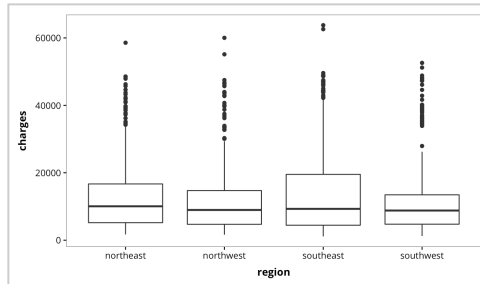 60000
40000
20000
0
charges
northeast
northwest
southeast
southwest
region